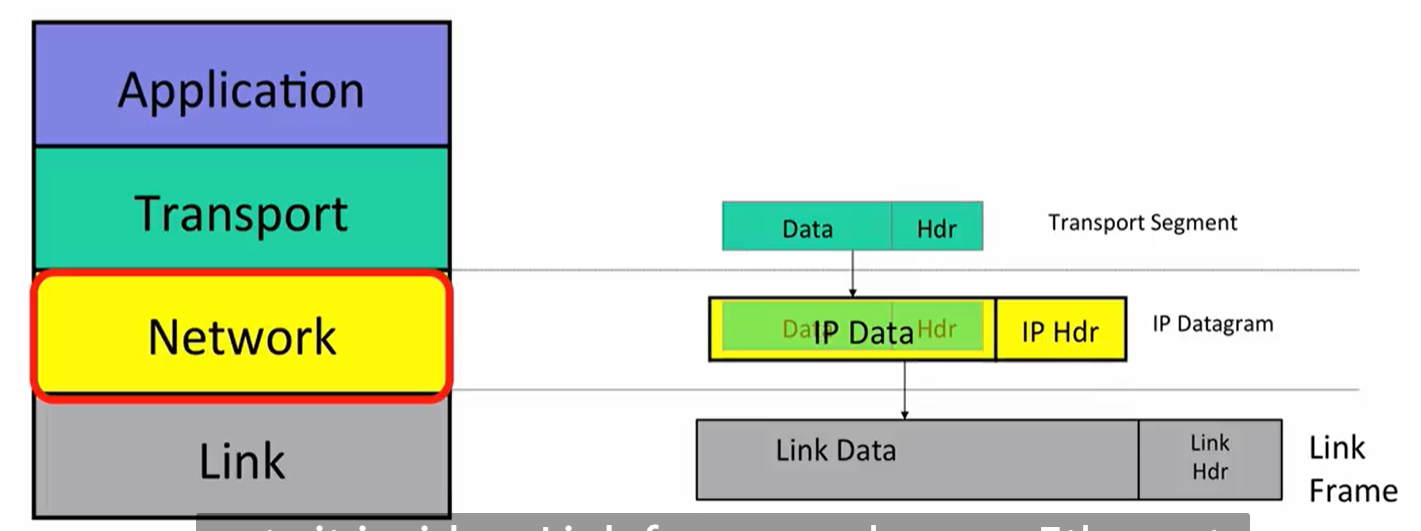 Application
Transport
Data Hdr Transport Segment
Network
Data Hdr
IP Data IP Hdr IP Datagram
Link
Link Data
Link
Hdr
Link
Frame